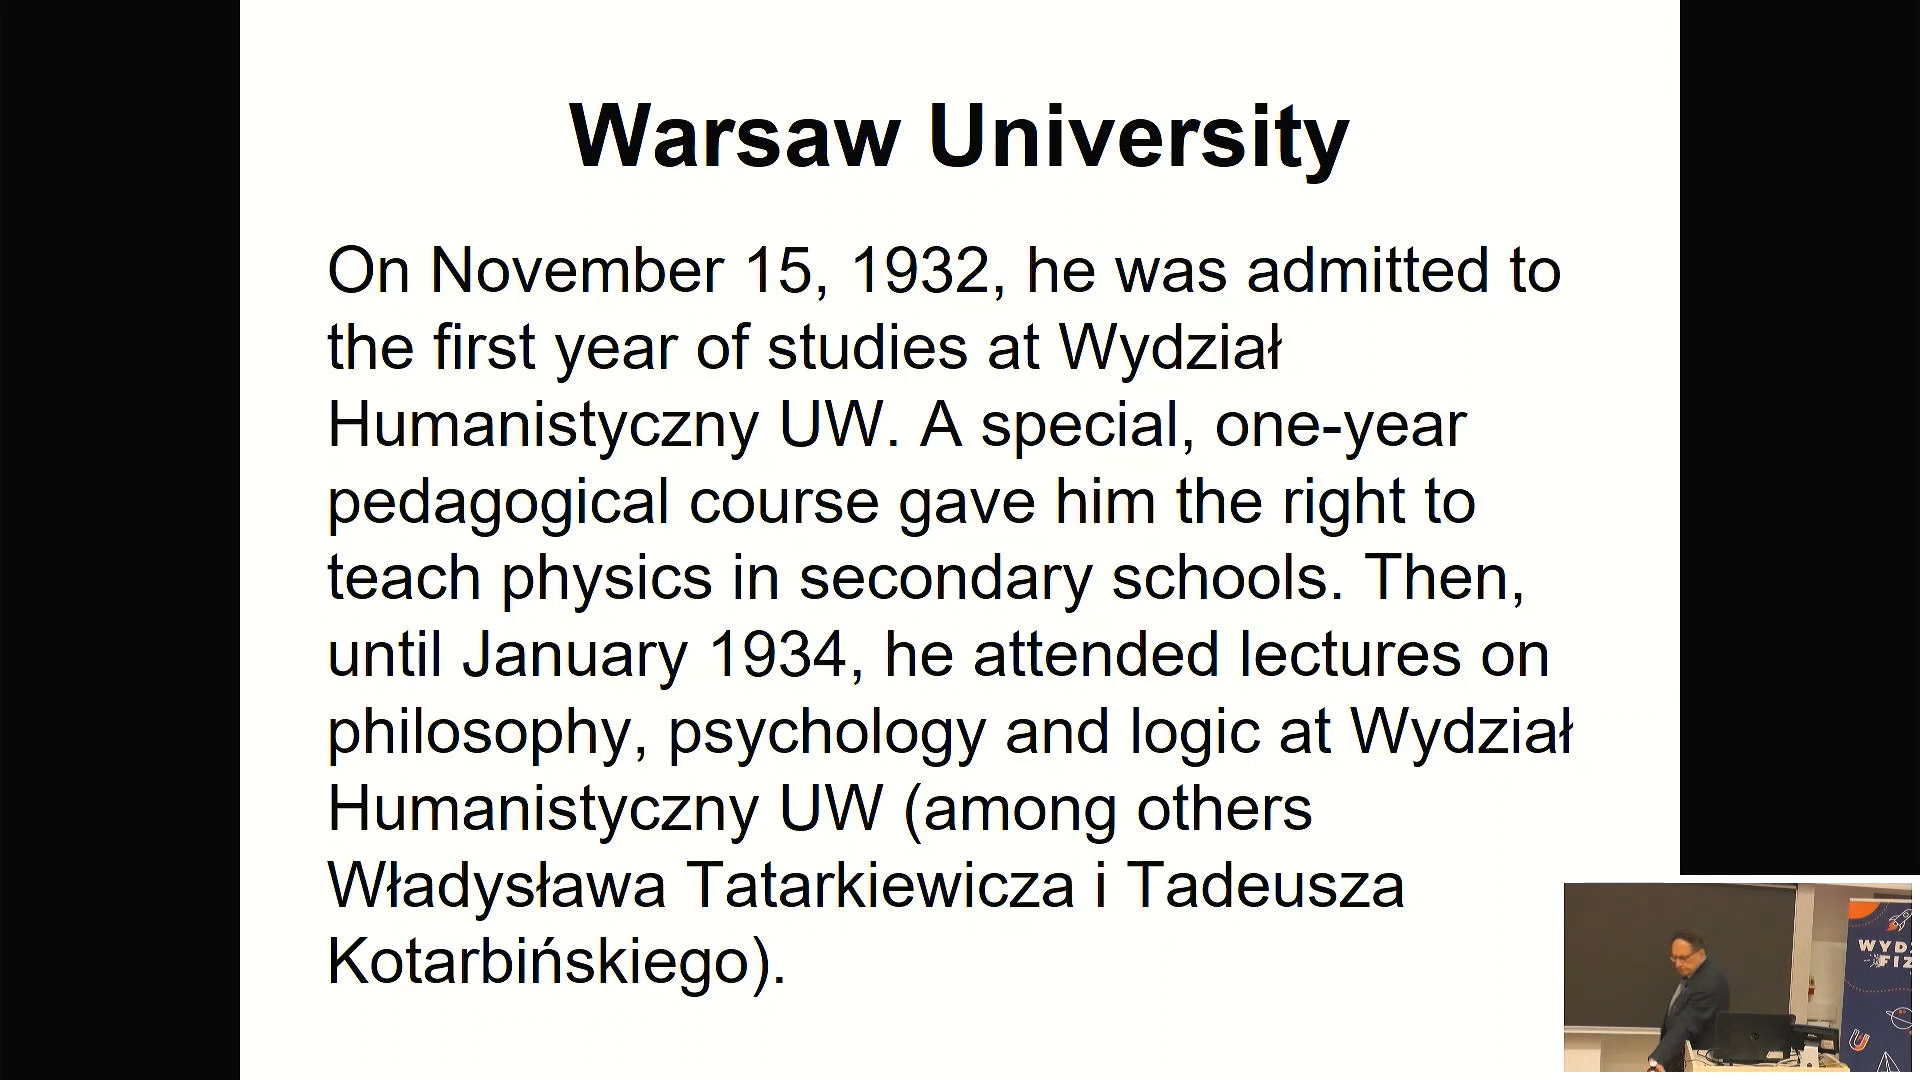 Warsaw University
On November 15, 1932, he was admitted to
the first year of studies at Wydział
Humanistyczny UW. A special, one-year
pedagogical course gave him the right to
teach physics in secondary schools. Then,
until January 1934, he attended lectures on
philosophy, psychology and logic at Wydział
Humanistyczny UW (among others
Władysława Tatarkiewicza i Tadeusza
Kotarbińskiego).